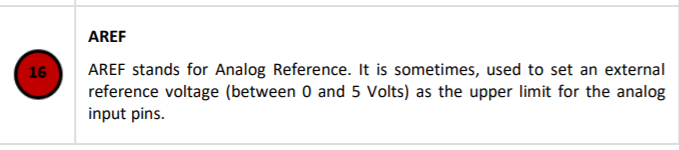 AREF
16
AREF stands for Analog Reference. It is sometimes, used to set an external
reference voltage (between 0 and 5 Volts) as the upper limit for the analog
input pins.